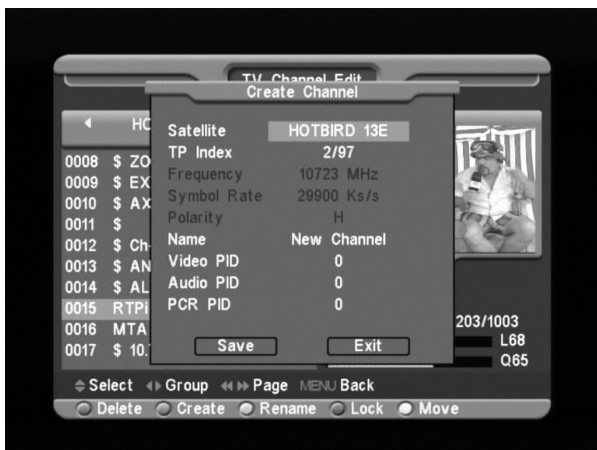 TV Channel Edit
Create Channel
HO
Satellite HOTBIRD 13E
TP Index 2/97
Frequency 10723 MHz
Symbol Rate 29900 Ks/s
Polarity H
Name New Channel
Video PID 0
Audio PID 0
PCR PID 0
Save Exit
0008 $ ZO
0009 $ EX
0010 $ AX
0011 $
0012 $ Ch-
0013 $ AN
0014 $ AL
0015 RTPi
0016 MTA
0017 $ 10.
203/1003
L68
Q65
Select Group Page MENU Back
Delete Create Rename Lock Move